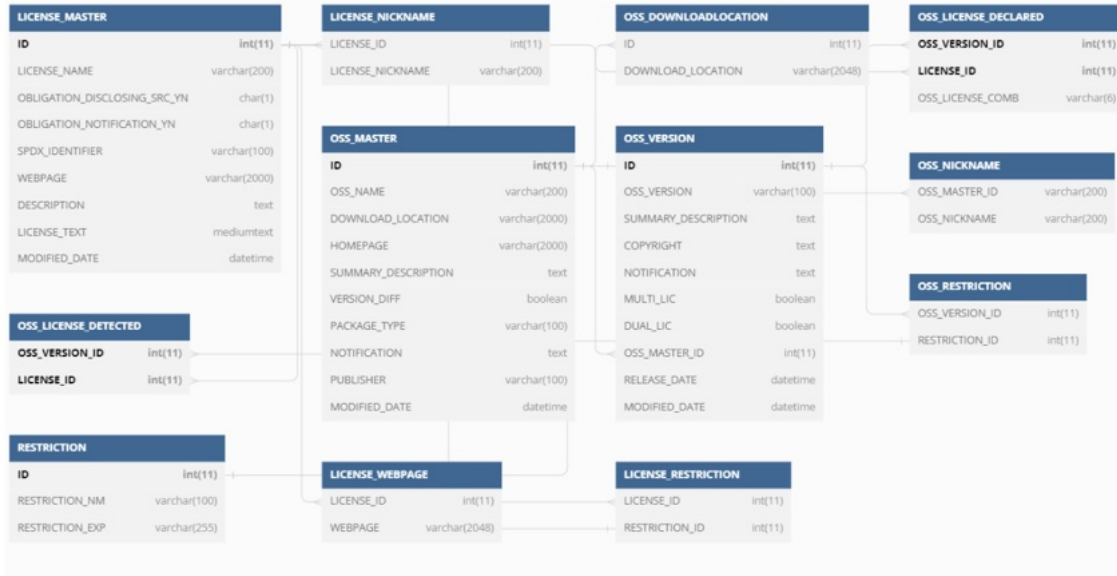 LICENSE_MASTER
ID int(11)
LICENSE_NAME varchar(200)
OBLIGATION_DISCLOSING_SRC_YN char(1)
OBLIGATION_NOTIFICATION_YN char(1)
SPDX_IDENTIFIER varchar(100)
WEBPAGE varchar(2000)
DESCRIPTION text
LICENSE_TEXT mediumtext
MODIFIED_DATE datetime
LICENSE_NICKNAME
LICENSE_ID int(11)
LICENSE_NICKNAME varchar(200)
OSS_DOWNLOADLOCATION
ID int(11)
DOWNLOAD_LOCATION varchar(2048)
OSS_LICENSE_DECLARED
OSS_VERSION_ID int(11)
LICENSE_ID int(11)
OSS_LICENSE_COMB varchar(6)
OSS_MASTER
ID int(11)
OSS_NAME varchar(200)
DOWNLOAD_LOCATION varchar(2000)
HOMEPAGE varchar(2000)
SUMMARY_DESCRIPTION text
VERSION_DIFF boolean
PACKAGE_TYPE varchar(100)
NOTIFICATION text
PUBLISHER varchar(100)
MODIFIED_DATE datetime
OSS_VERSION
ID int(11)
OSS_VERSION varchar(100)
SUMMARY_DESCRIPTION text
COPYRIGHT text
NOTIFICATION text
MULTI_LIC boolean
DUAL_LIC boolean
OSS_MASTER_ID int(11)
RELEASE_DATE datetime
MODIFIED_DATE datetime
OSS_NICKNAME
OSS_MASTER_ID varchar(200)
OSS_NICKNAME varchar(200)
OSS_RESTRICTION
OSS_VERSION_ID int(11)
RESTRICTION_ID int(11)
OSS_LICENSE_DETECTED
OSS_VERSION_ID int(11)
LICENSE_ID int(11)
RESTRICTION
ID int(11)
RESTRICTION_NM varchar(100)
RESTRICTION_EXP varchar(255)
LICENSE_WEBPAGE
LICENSE_ID int(11)
WEBPAGE varchar(2048)
LICENSE_RESTRICTION
LICENSE_ID int(11)
RESTRICTION_ID int(11)